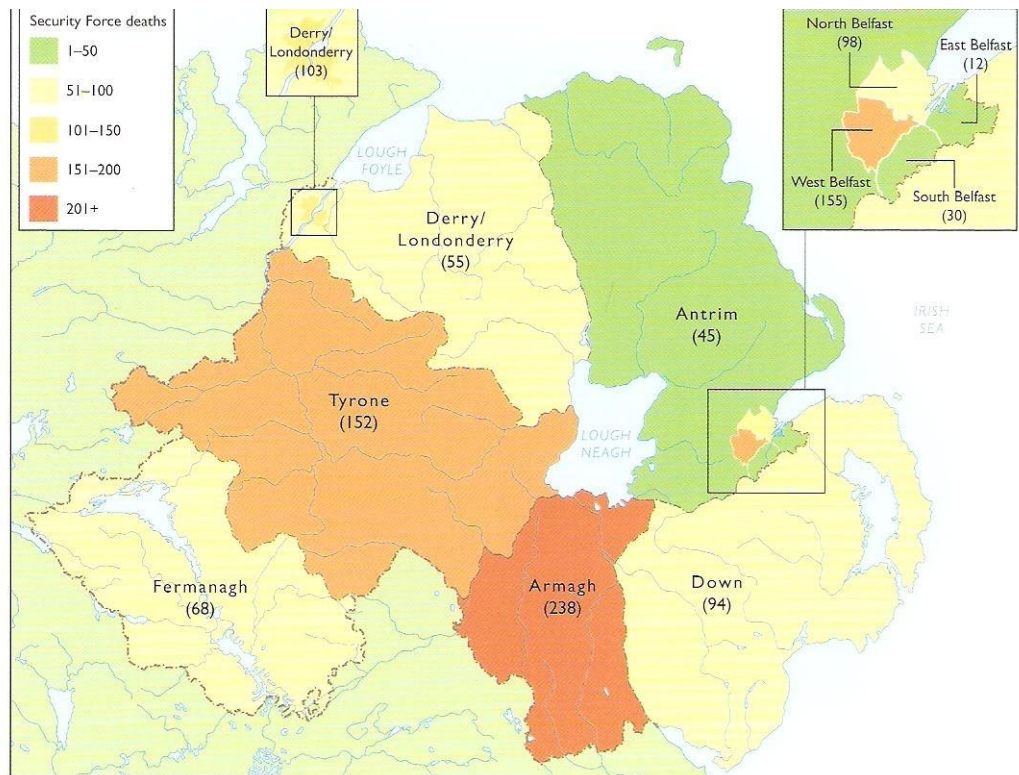 Security Force deaths
1–50
51–100
101–150
151–200
201+
Derry/
Londonderry
(103)
North Belfast
(98)
East Belfast
(12)
West Belfast
(155)
South Belfast
(30)
LOUGH
FOYLE
Derry/
Londonderry
(55)
Antrim
(45)
IRISH
SEA
Tyrone
(152)
LOUGH
NEAGH
Fermanagh
(68)
Armagh
(238)
Down
(94)